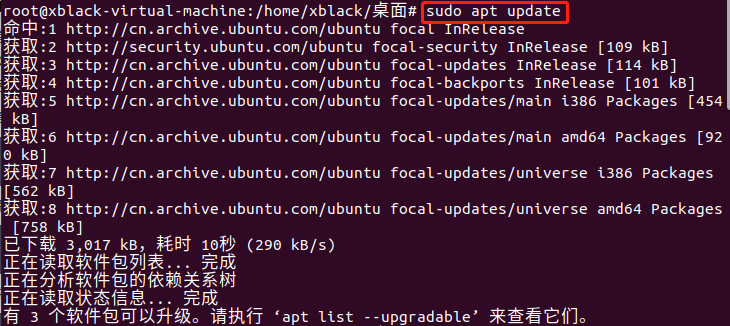 root@xblack-virtual-machine:/home/xblack/桌面# sudo apt update
命中:1 http://cn.archive.ubuntu.com/ubuntu focal InRelease
获取:2 http://security.ubuntu.com/ubuntu focal-security InRelease [109 kB]
获取:3 http://cn.archive.ubuntu.com/ubuntu focal-updates InRelease [114 kB]
获取:4 http://cn.archive.ubuntu.com/ubuntu focal-backports InRelease [101 kB]
获取:5 http://cn.archive.ubuntu.com/ubuntu focal-updates/main i386 Packages [454
 kB]
获取:6 http://cn.archive.ubuntu.com/ubuntu focal-updates/main amd64 Packages [92
0 kB]
获取:7 http://cn.archive.ubuntu.com/ubuntu focal-updates/universe i386 Packages
[562 kB]
获取:8 http://cn.archive.ubuntu.com/ubuntu focal-updates/universe amd64 Packages
 [758 kB]
已下载 3,017 kB，耗时 10秒 (290 kB/s)
正在读取软件包列表... 完成
正在分析软件包的依赖关系树
正在读取状态信息... 完成
有 3 个软件包可以升级。请执行 ‘apt list --upgradable’ 来查看它们。